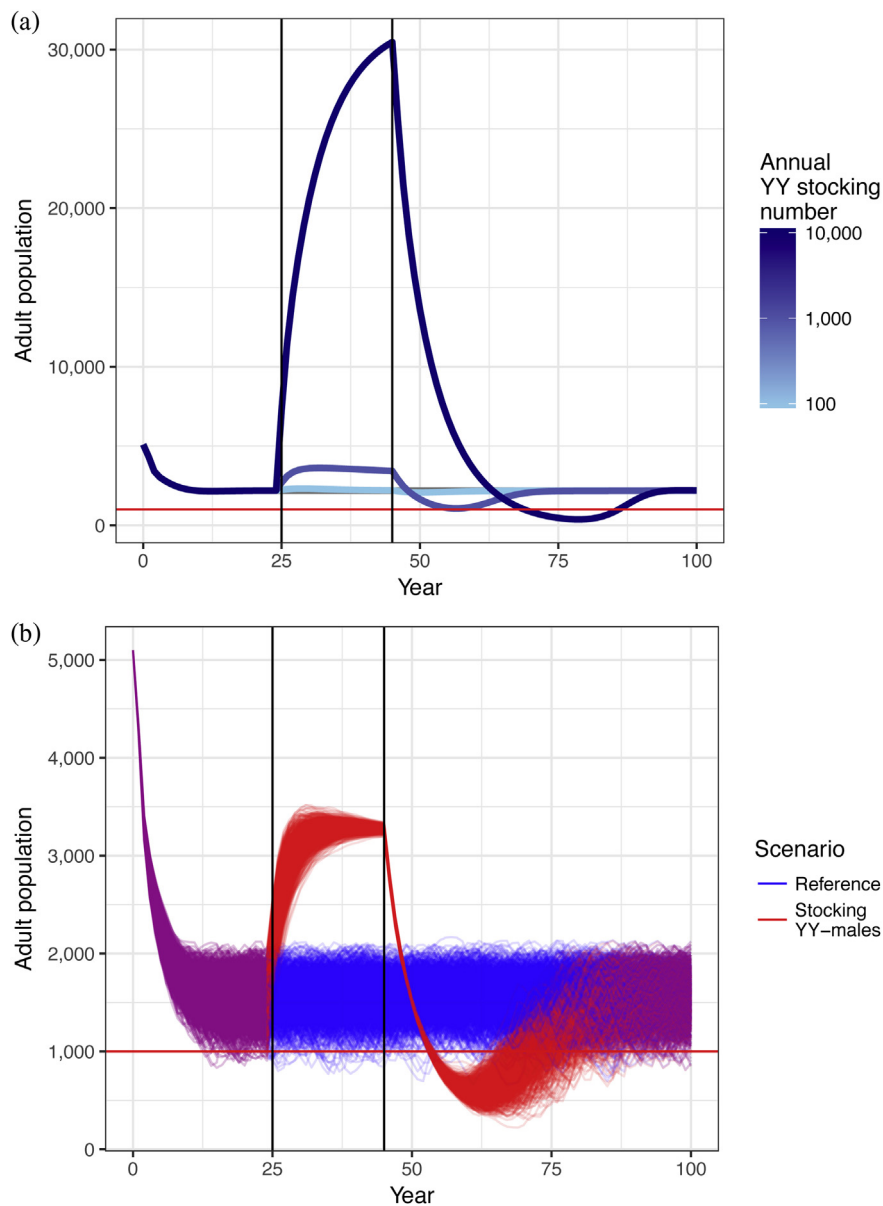 (a)
30,000
20,000
10,000
0
Adult population
0 25 50 75 100
Year
Annual
YY stocking
number
10,000
1,000
100
(b)
5,000
4,000
3,000
2,000
1,000
0
Adult population
0 25 50 75 100
Year
Scenario
Reference
Stocking
YY−males